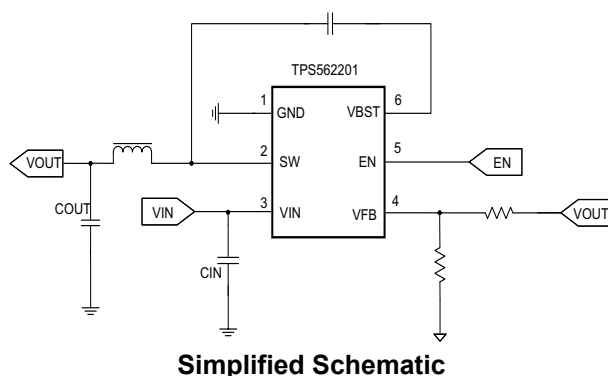 TPS562201
1
GND
VBST
6
VOUT
2
SW
EN
5
EN
COUT
VIN
3
VIN
VFB
4
VOUT
CIN
Simplified Schematic